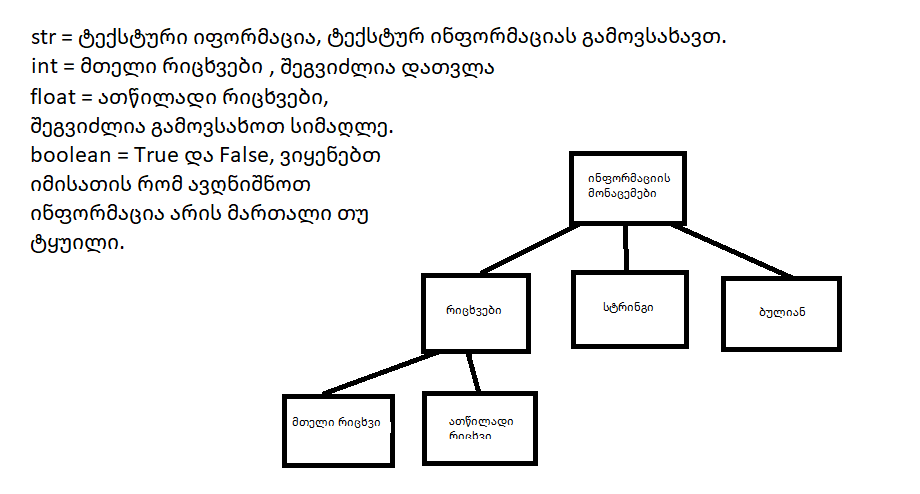 str = ტექსტური იფორმაცია, ტექსტურ ინფორმაციას გამოვსახავთ.
int = მთელი რიცხვები , შეგვიძლია დათვლა
float = ათწილადი რიცხვები,
შეგვიძლია გამოვსახოთ სიმაღლე.
boolean = True და False, ვიყენებთ
იმისათის რომ ავღნიშნოთ
ინფორმაცია არის მართალი თუ
ტყუილი.
ინფორმაციის
მონაცემები
რიცხვები
სტრინგი
ბულიან
მთელი რიცხვი
ათწილადი
რიცხვი